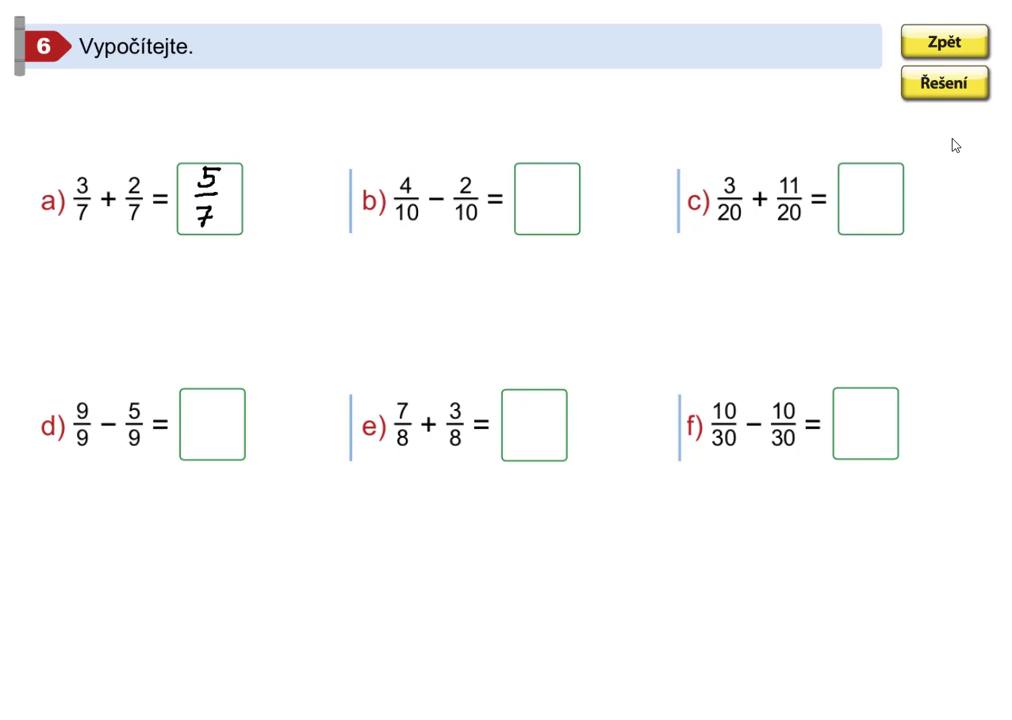 6 Vypočítejte.
Zpět
Řešení
a) 3/7 + 2/7 = 5/7
b) 4/10 − 2/10 =
c) 3/20 + 11/20 =
d) 9/9 − 5/9 =
e) 7/8 + 3/8 =
f) 10/30 − 10/30 =